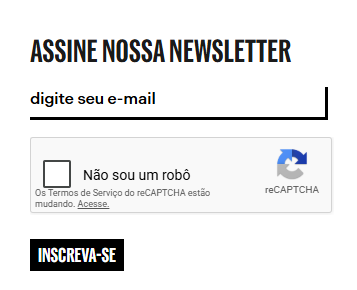 ASSINE NOSSA NEWSLETTER
digite seu e-mail
Não sou um robô
reCAPTCHA
Os Termos de Serviço do reCAPTCHA estão
mudando. Acesse.
INSCREVA-SE